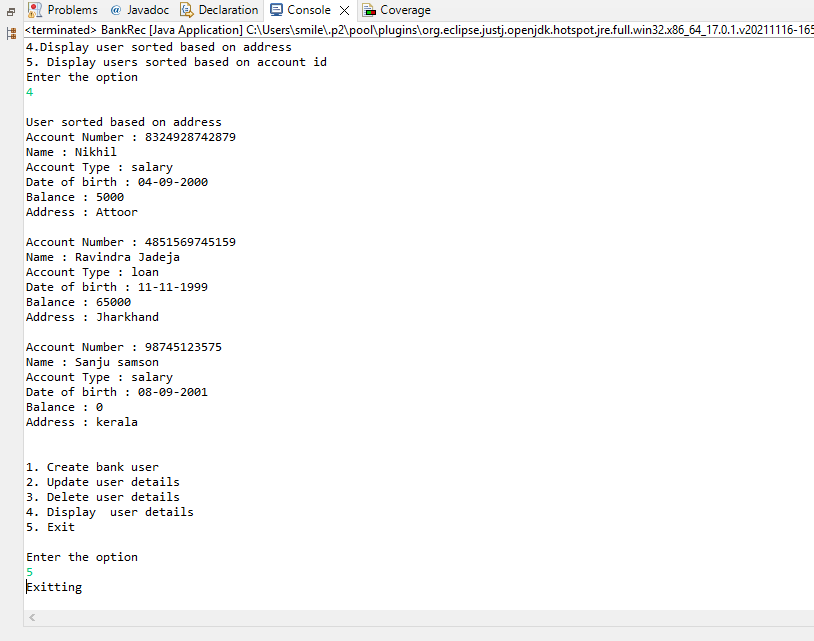 Problems @ Javadoc Declaration Console Coverage
<terminated> BankRec [Java Application] C:\Users\smile\.p2\pool\plugins\org.eclipse.justj.openjdk.hotspot.jre.full.win32.x86_64_17.0.1.v20211116-165
4.Display user sorted based on address
5. Display users sorted based on account id
Enter the option
4
User sorted based on address
Account Number : 8324928742879
Name : Nikhil
Account Type : salary
Date of birth : 04-09-2000
Balance : 5000
Address : Attoor
Account Number : 4851569745159
Name : Ravindra Jadeja
Account Type : loan
Date of birth : 11-11-1999
Balance : 65000
Address : Jharkhand
Account Number : 98745123575
Name : Sanju samson
Account Type : salary
Date of birth : 08-09-2001
Balance : 0
Address : kerala
1. Create bank user
2. Update user details
3. Delete user details
4. Display  user details
5. Exit
Enter the option
5
Exitting